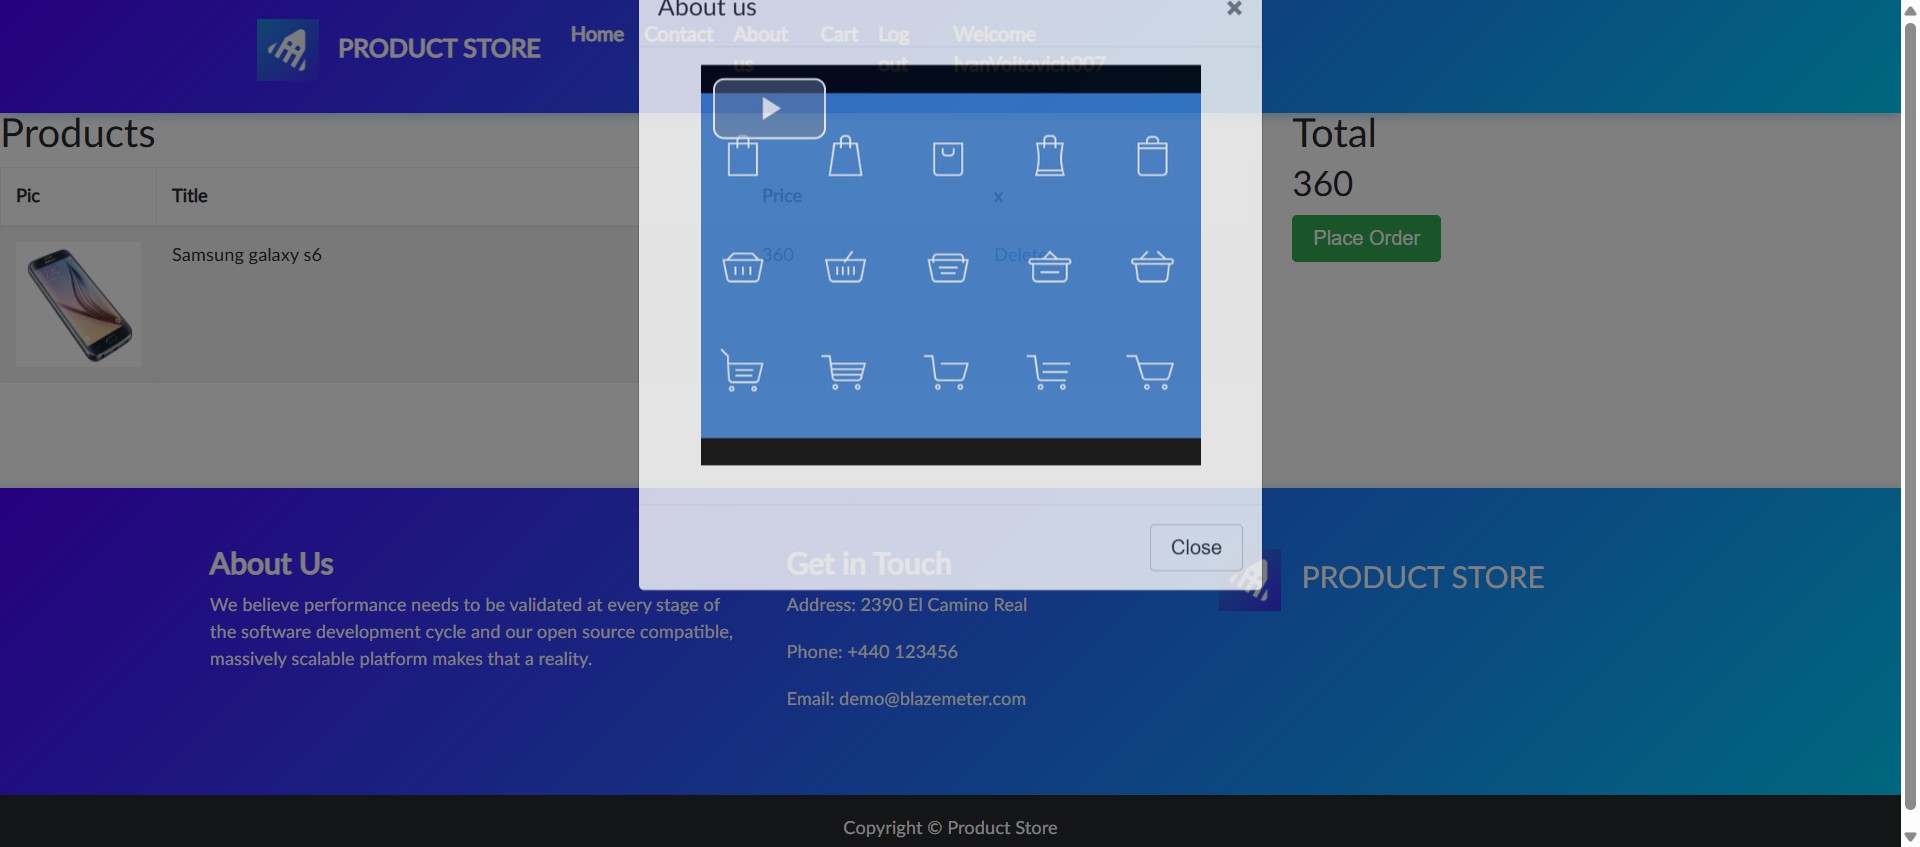 About us
×
PRODUCT STORE
Home
Contact
About us
Cart
Log out
Welcome IvanVoitovich007
Products
Total
360
Pic
Title
Price
x
Samsung galaxy s6
360
Delete
Place Order
Close
About Us
We believe performance needs to be validated at every stage of
the software development cycle and our open source compatible,
massively scalable platform makes that a reality.
Get in Touch
Address: 2390 El Camino Real
Phone: +440 123456
Email: demo@blazemeter.com
PRODUCT STORE
Copyright © Product Store